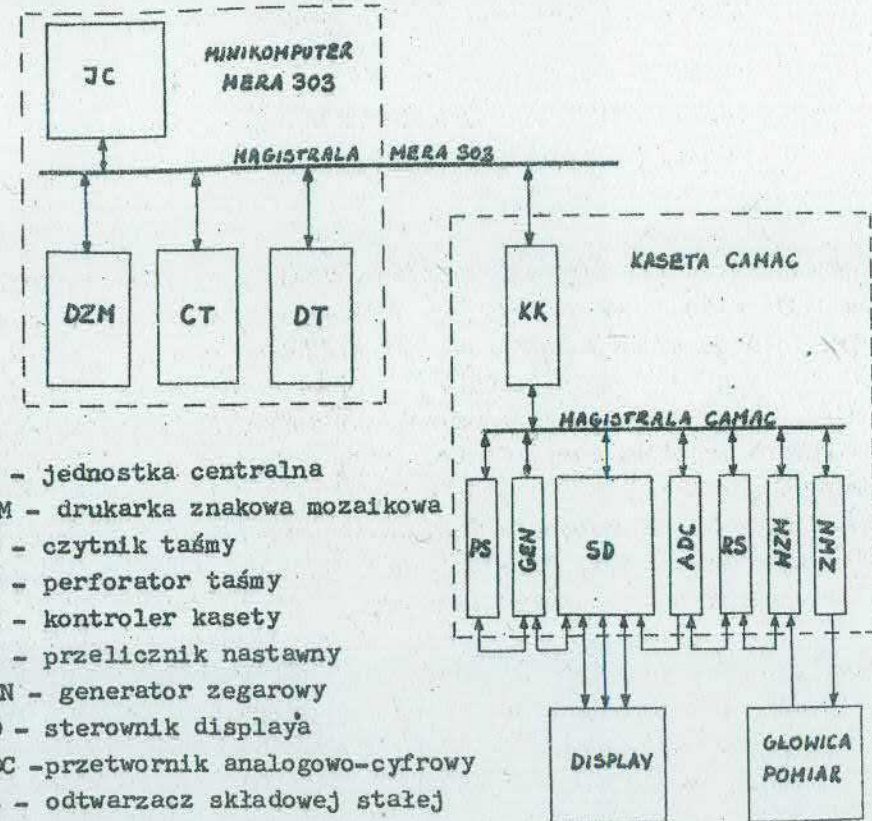 JC
MINIKOMPUTER
MERA 303
MAGISTRALA MERA 303
DZM
CT
DT
KASETA CAMAC
KK
MAGISTRALA CAMAC
PS
GEN
SD
ADC
RS
WZM
ZWN
- jednostka centralna
M - drukarka znakowa mozaikowa
- czytnik taśmy
- perforator taśmy
- kontroler kasety
- przelicznik nastawny
N - generator zegarowy
- sterownik displaya
C -przetwornik analogowo-cyfrowy
- odtwarzacz składowej stałej
DISPLAY
GŁOWICA
POMIAR